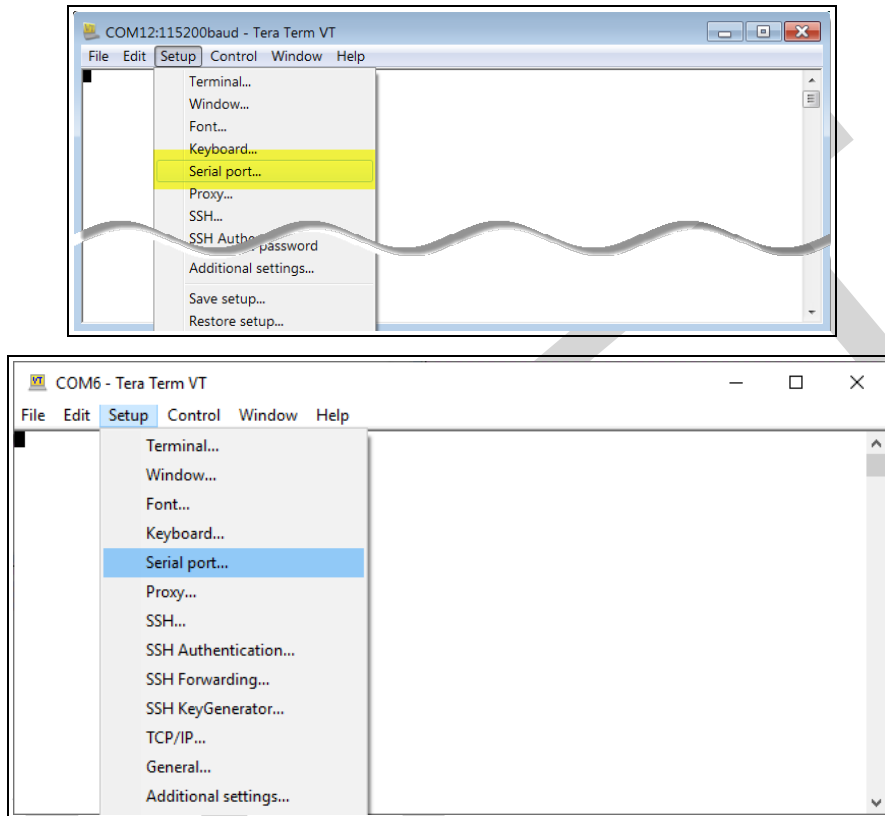 COM12:115200baud - Tera Term VT
File Edit Setup Control Window Help
Terminal...
Window...
Font...
Keyboard...
Serial port...
Proxy...
SSH...
SSH
password
Additional settings...
Save setup...
Restore setup...
VT COM6 - Tera Term VT
File Edit Setup Control Window Help
Terminal...
Window...
Font...
Keyboard...
Serial port...
Proxy...
SSH...
SSH Authentication...
SSH Forwarding...
SSH KeyGenerator...
TCP/IP...
General...
Additional settings...